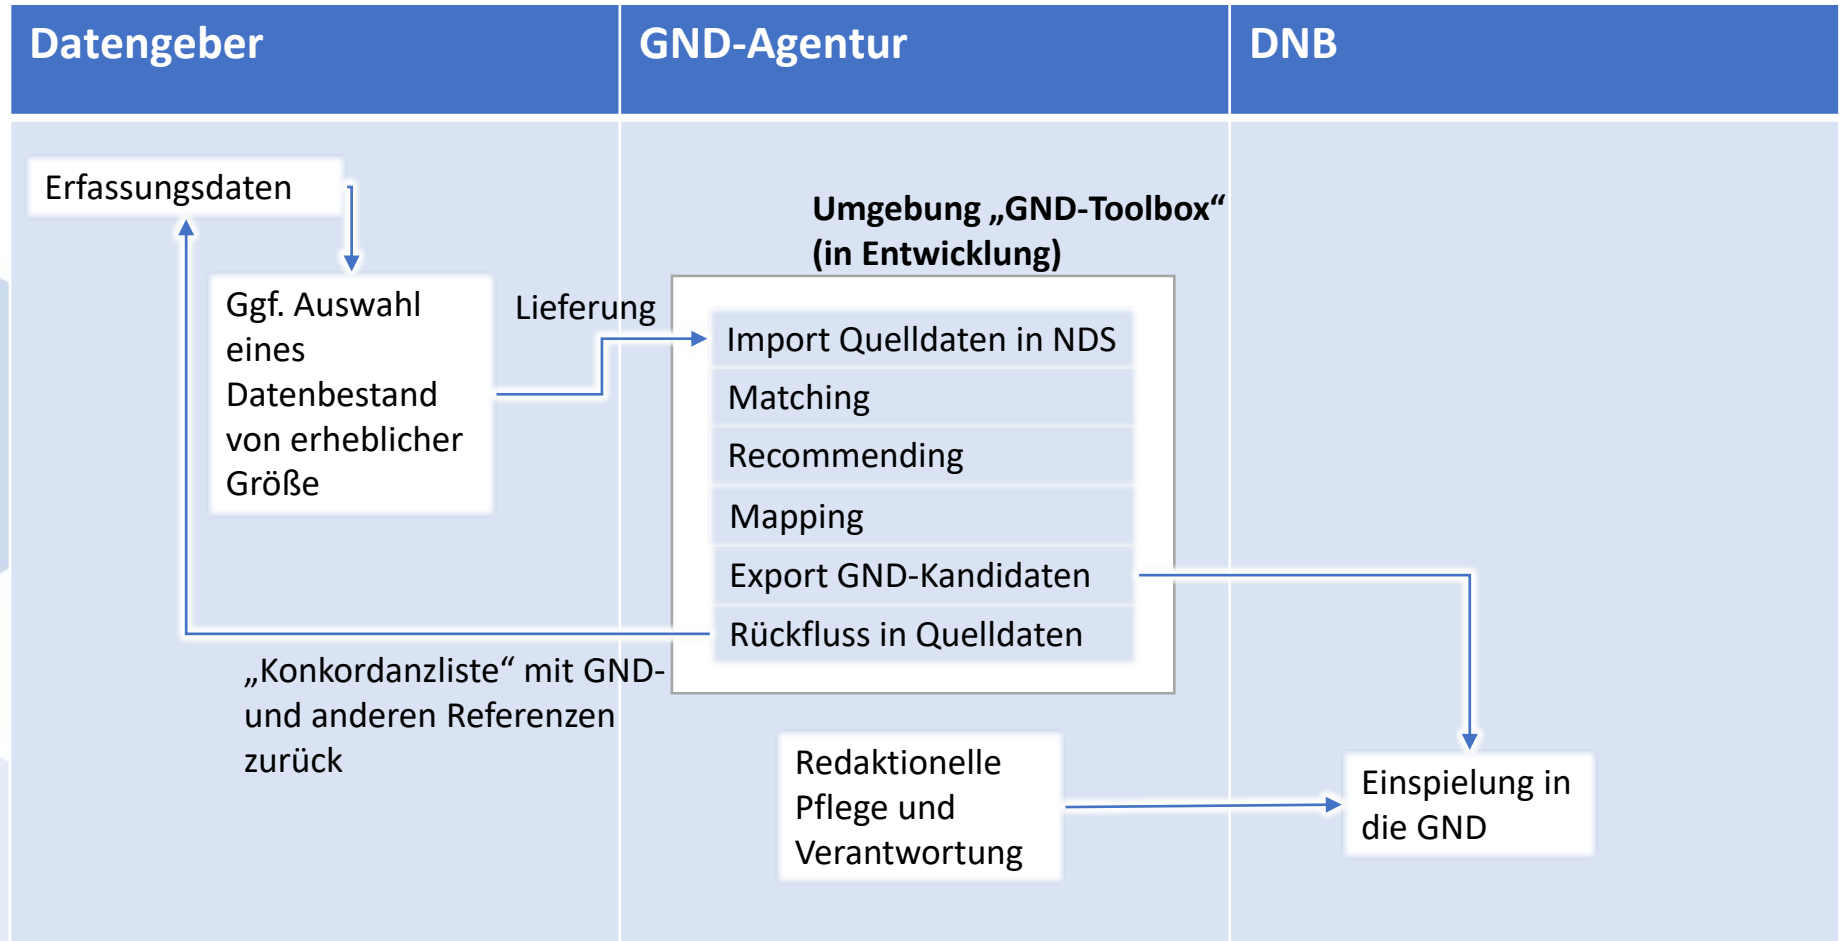 Datengeber
GND-Agentur
DNB
Erfassungsdaten
Ggf. Auswahl
eines
Datenbestand
von erheblicher
Größe
Lieferung
Umgebung „GND-Toolbox“
(in Entwicklung)
Import Quelldaten in NDS
Matching
Recommending
Mapping
Export GND-Kandidaten
Rückfluss in Quelldaten
„Konkordanzliste“ mit GND-
und anderen Referenzen
zurück
Redaktionelle
Pflege und
Verantwortung
Einspielung in
die GND